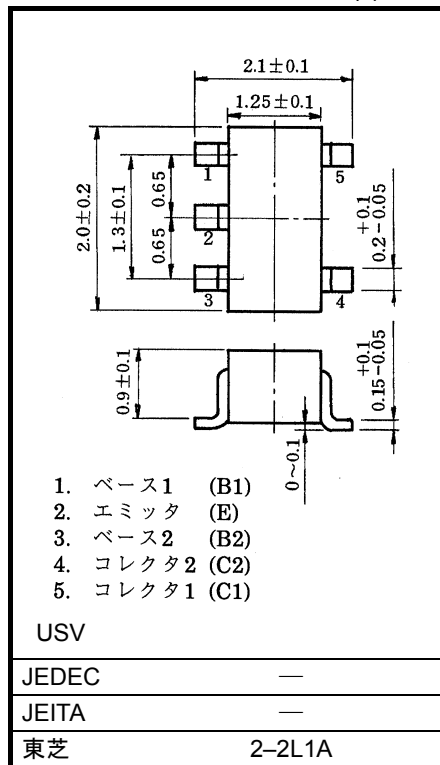 2.1±0.1
1.25±0.1
2.0±0.2
1.3±0.1
0.65
0.65
1
2
3
5
4
+0.1
0.2-0.05
0.9±0.1
+0.1
0.15-0.05
0~0.1
1. ベース1 (B1)
2. エミッタ (E)
3. ベース2 (B2)
4. コレクタ2 (C2)
5. コレクタ1 (C1)
USV
JEDEC —
JEITA —
東芝 2–2L1A